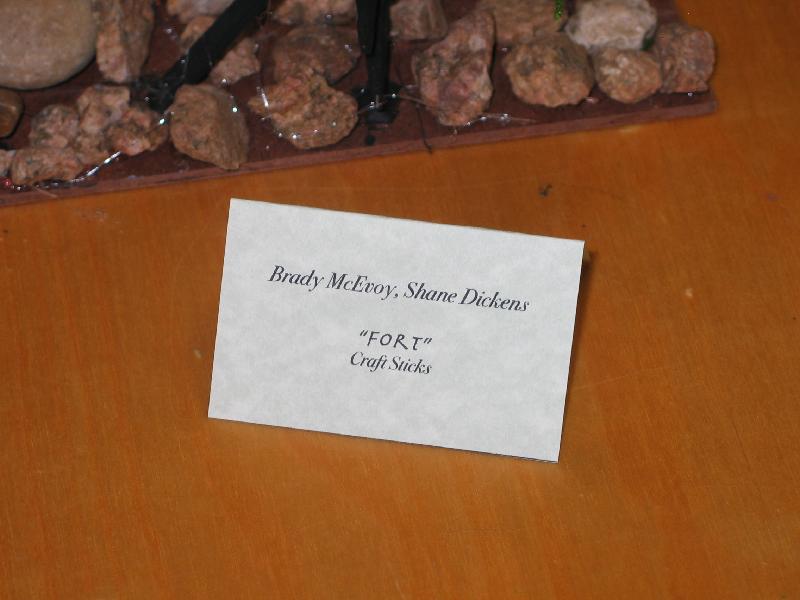 Brady McEvoy, Shane Dickens
"FORT"
Craft Sticks